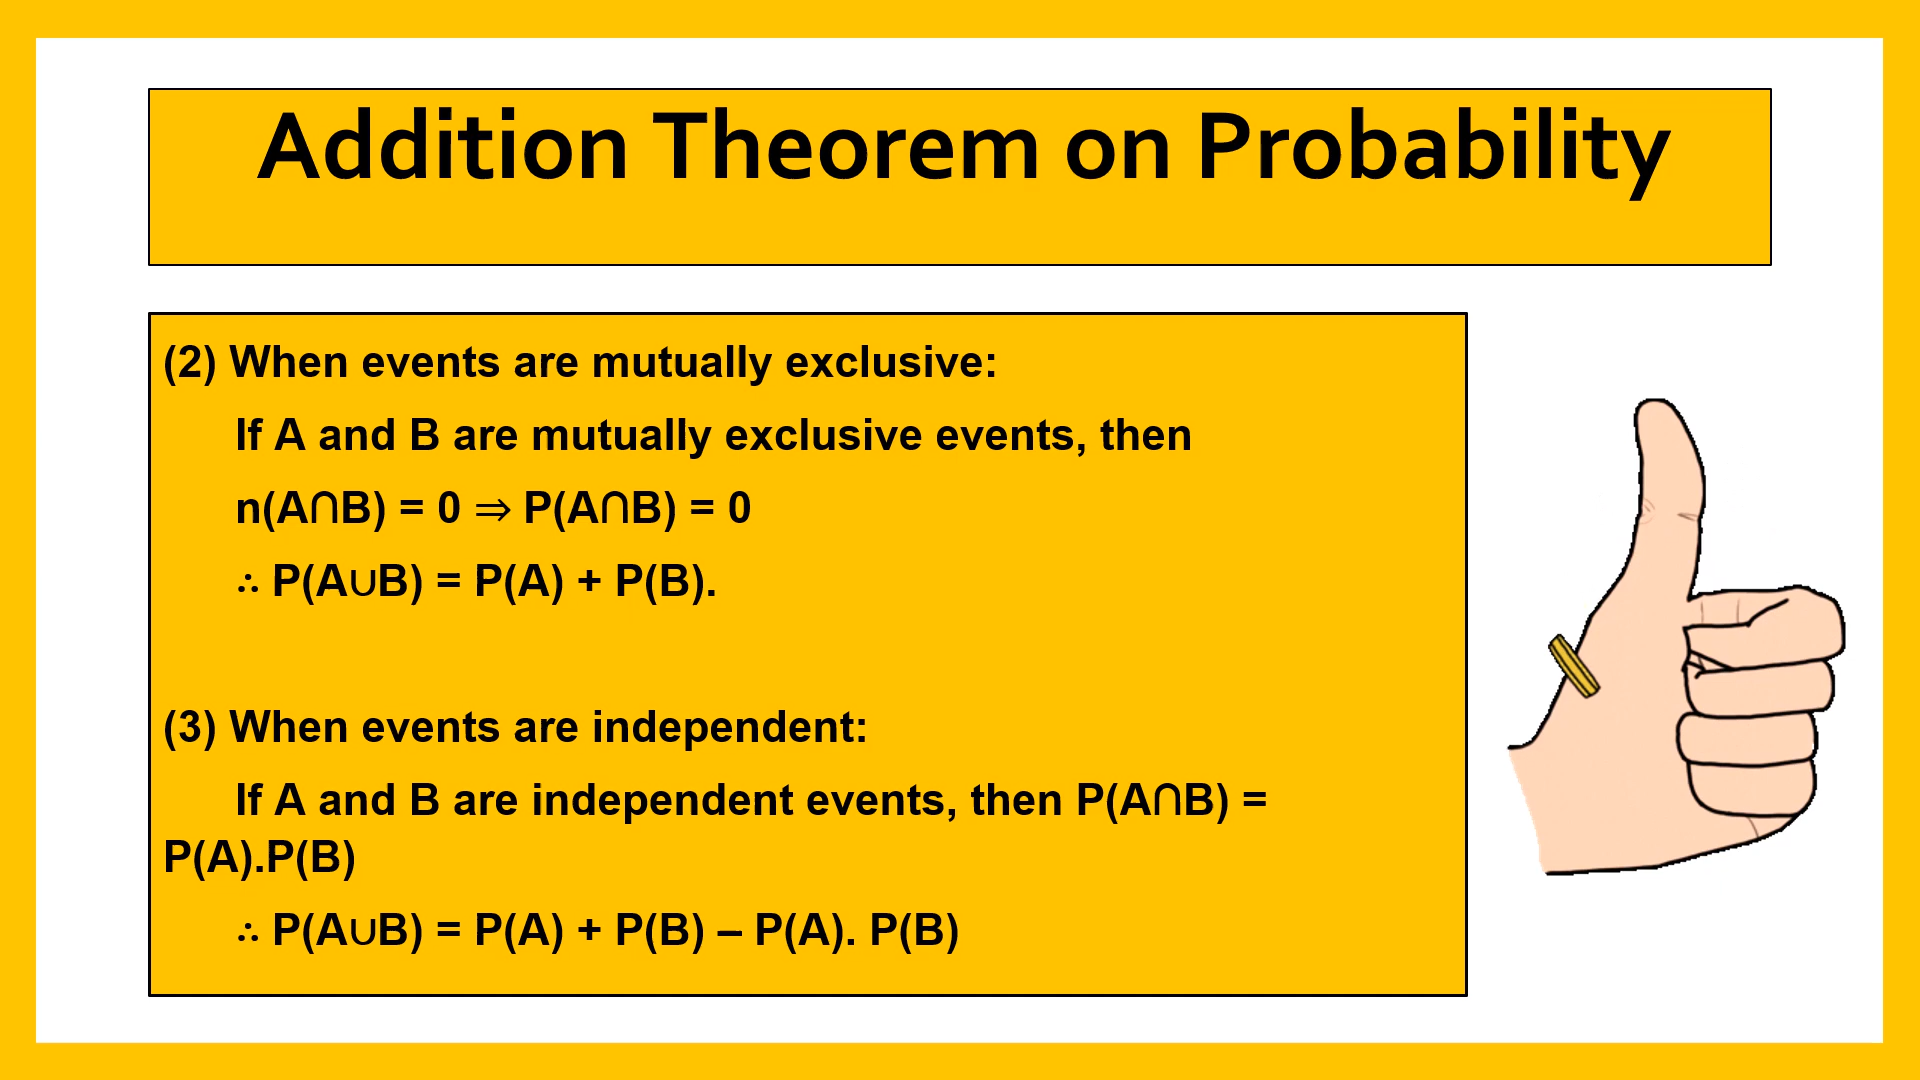 Addition Theorem on Probability
(2) When events are mutually exclusive:
If A and B are mutually exclusive events, then
n(A∩B) = 0 ⇒ P(A∩B) = 0
∴ P(A∪B) = P(A) + P(B).
(3) When events are independent:
If A and B are independent events, then P(A∩B) =
P(A).P(B)
∴ P(A∪B) = P(A) + P(B) – P(A). P(B)